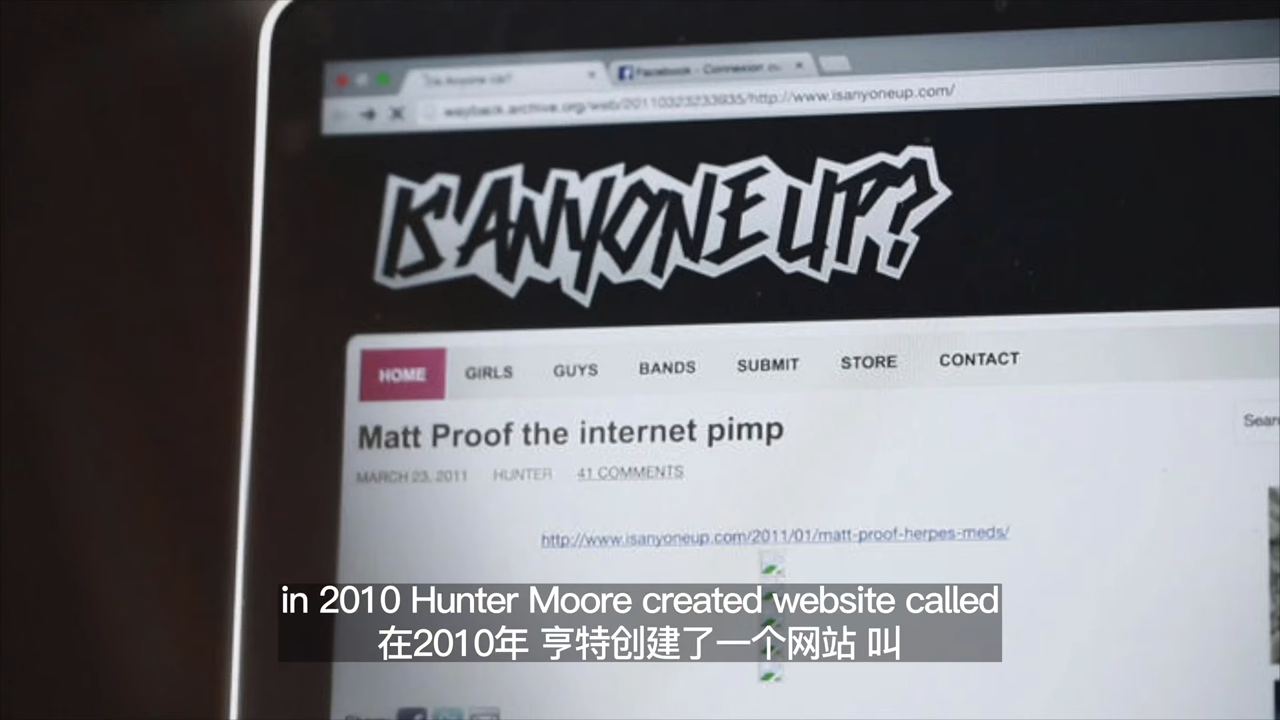 Is Anyone Up?
Facebook - Connexion ou
wayback.archive.org/web/20110323233935/http://www.isanyoneup.com/
IS ANYONE UP?
HOME GIRLS GUYS BANDS SUBMIT STORE CONTACT
Matt Proof the internet pimp
Sear
MARCH 23, 2011 HUNTER 41 COMMENTS
http://www.isanyoneup.com/2011/01/matt-proof-herpes-meds/
in 2010 Hunter Moore created website called
在2010年 亨特创建了一个网站 叫